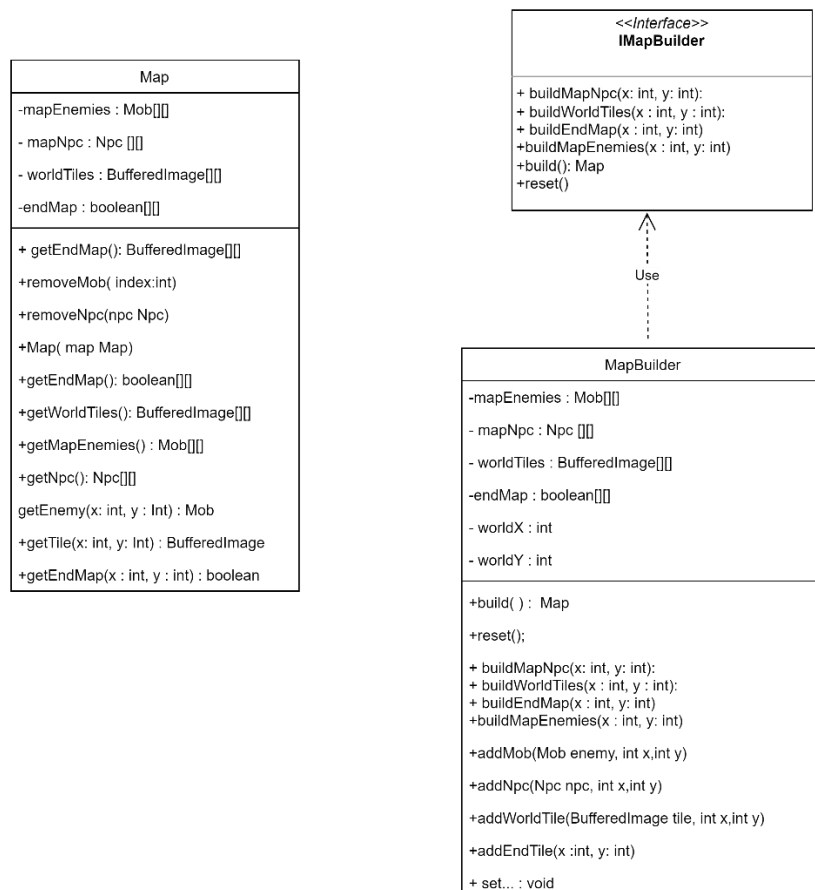 Map
-mapEnemies : Mob[][]
- mapNpc : Npc [][]
- worldTiles : BufferedImage[][]
-endMap : boolean[][]
+ getEndMap(): BufferedImage[][]
+removeMob( index:int)
+removeNpc(npc Npc)
+Map( map Map)
+getEndMap(): boolean[][]
+getWorldTiles(): BufferedImage[][]
+getMapEnemies() : Mob[][]
+getNpc(): Npc[][]
getEnemy(x: int, y : Int) : Mob
+getTile(x: int, y: Int) : BufferedImage
+getEndMap(x : int, y : int) : boolean
<<Interface>>
IMapBuilder
+ buildMapNpc(x: int, y: int):
+ buildWorldTiles(x : int, y : int):
+ buildEndMap(x : int, y: int)
+buildMapEnemies(x : int, y: int)
+build(): Map
+reset()
Use
MapBuilder
-mapEnemies : Mob[][]
- mapNpc : Npc [][]
- worldTiles : BufferedImage[][]
-endMap : boolean[][]
- worldX : int
- worldY : int
+build( ) :  Map
+reset();
+ buildMapNpc(x: int, y: int):
+ buildWorldTiles(x : int, y : int):
+ buildEndMap(x : int, y: int)
+buildMapEnemies(x : int, y: int)
+addMob(Mob enemy, int x,int y)
+addNpc(Npc npc, int x,int y)
+addWorldTile(BufferedImage tile, int x,int y)
+addEndTile(x :int, y: int)
+ set... : void